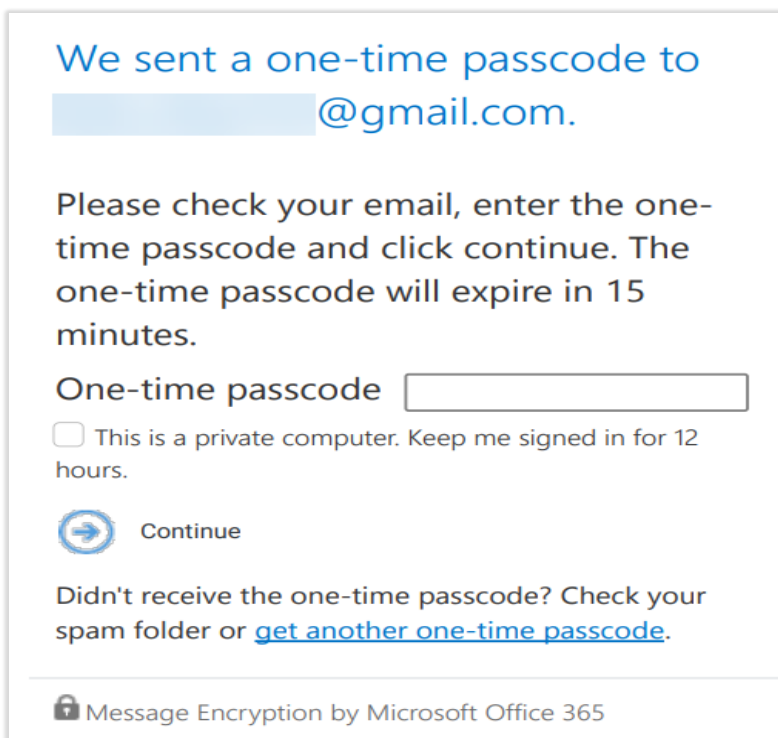 We sent a one-time passcode to
@gmail.com.
Please check your email, enter the one-
time passcode and click continue. The
one-time passcode will expire in 15
minutes.
One-time passcode
This is a private computer. Keep me signed in for 12
hours.
Continue
Didn't receive the one-time passcode? Check your
spam folder or get another one-time passcode.
Message Encryption by Microsoft Office 365